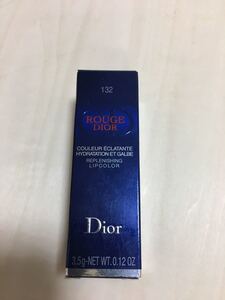 132
ROUGE
DIOR
COULEUR ÉCLATANTE
HYDRATATION ET GALBE
REPLENISHING
LIPCOLOR
Dior
3.5g-NET WT. 0.12 OZ